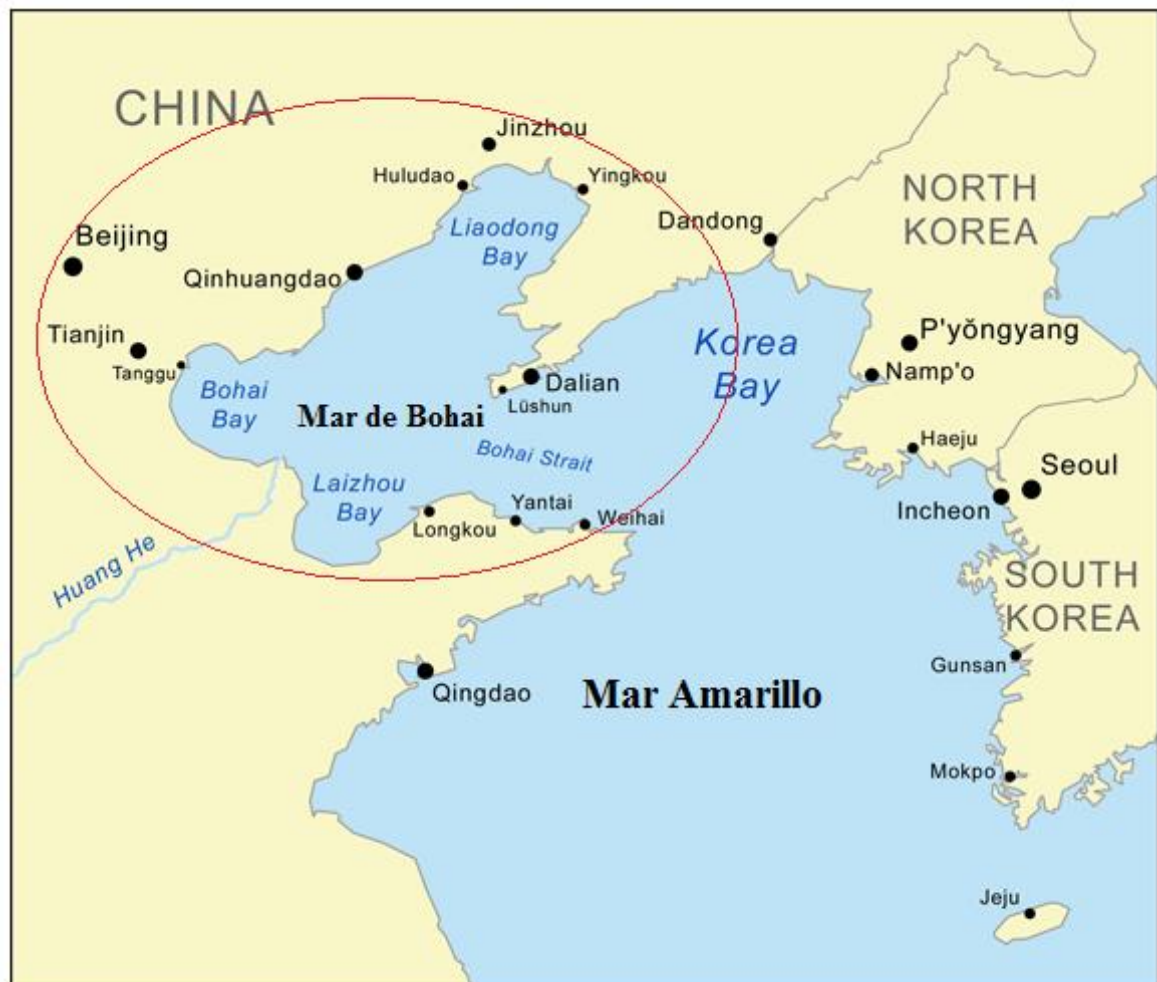 CHINA
Jinzhou
Huludao
Yingkou
NORTH
KOREA
Liaodong
Bay
Dandong
Beijing
Qinhuangdao
Tianjin
Tanggu
Korea
Bay
P'yŏngyang
Namp'o
Bohai
Bay
Dalian
Lüshun
Mar de Bohai
Bohai Strait
Haeju
Seoul
Incheon
Laizhou
Bay
Longkou
Yantai
Weihai
Huang He
SOUTH
KOREA
Gunsan
Qingdao
Mar Amarillo
Mokpo
Jeju